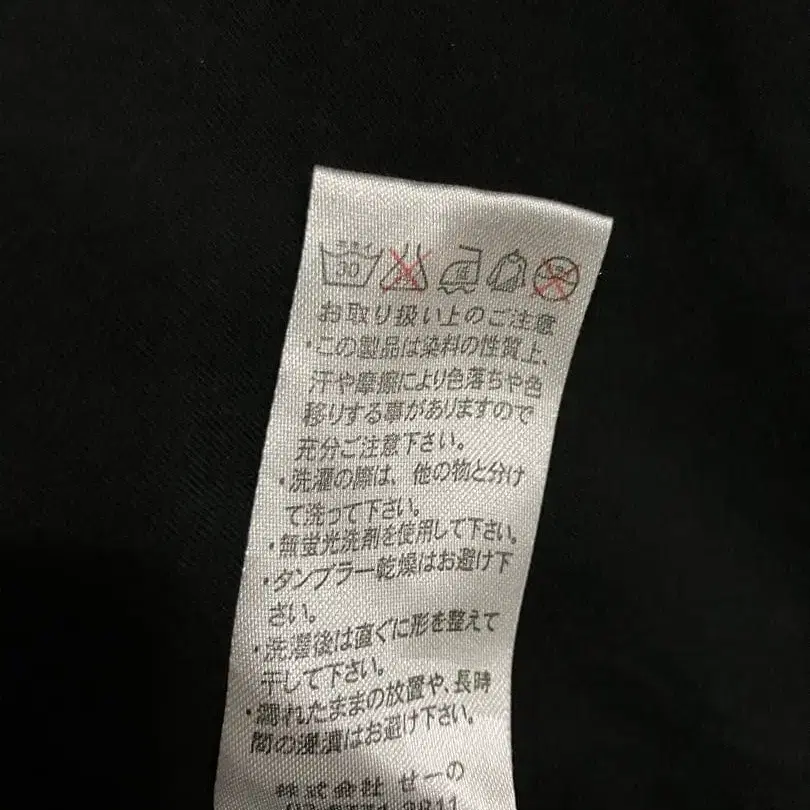 30
お取り扱い上のご注意
・この製品は染料の性質上、
汗や摩擦により色落ちや色
移りする事がありますので
充分ご注意下さい。
・洗濯の際は、他の物と分け
て洗って下さい。
・無蛍光洗剤を使用して下さい。
・タンブラー乾燥はお避け下
さい。
・洗濯後は直ぐに形を整えて
干して下さい。
・濡れたままの放置や、長時
間の浸漬はお避け下さい。
株式会社 せーの